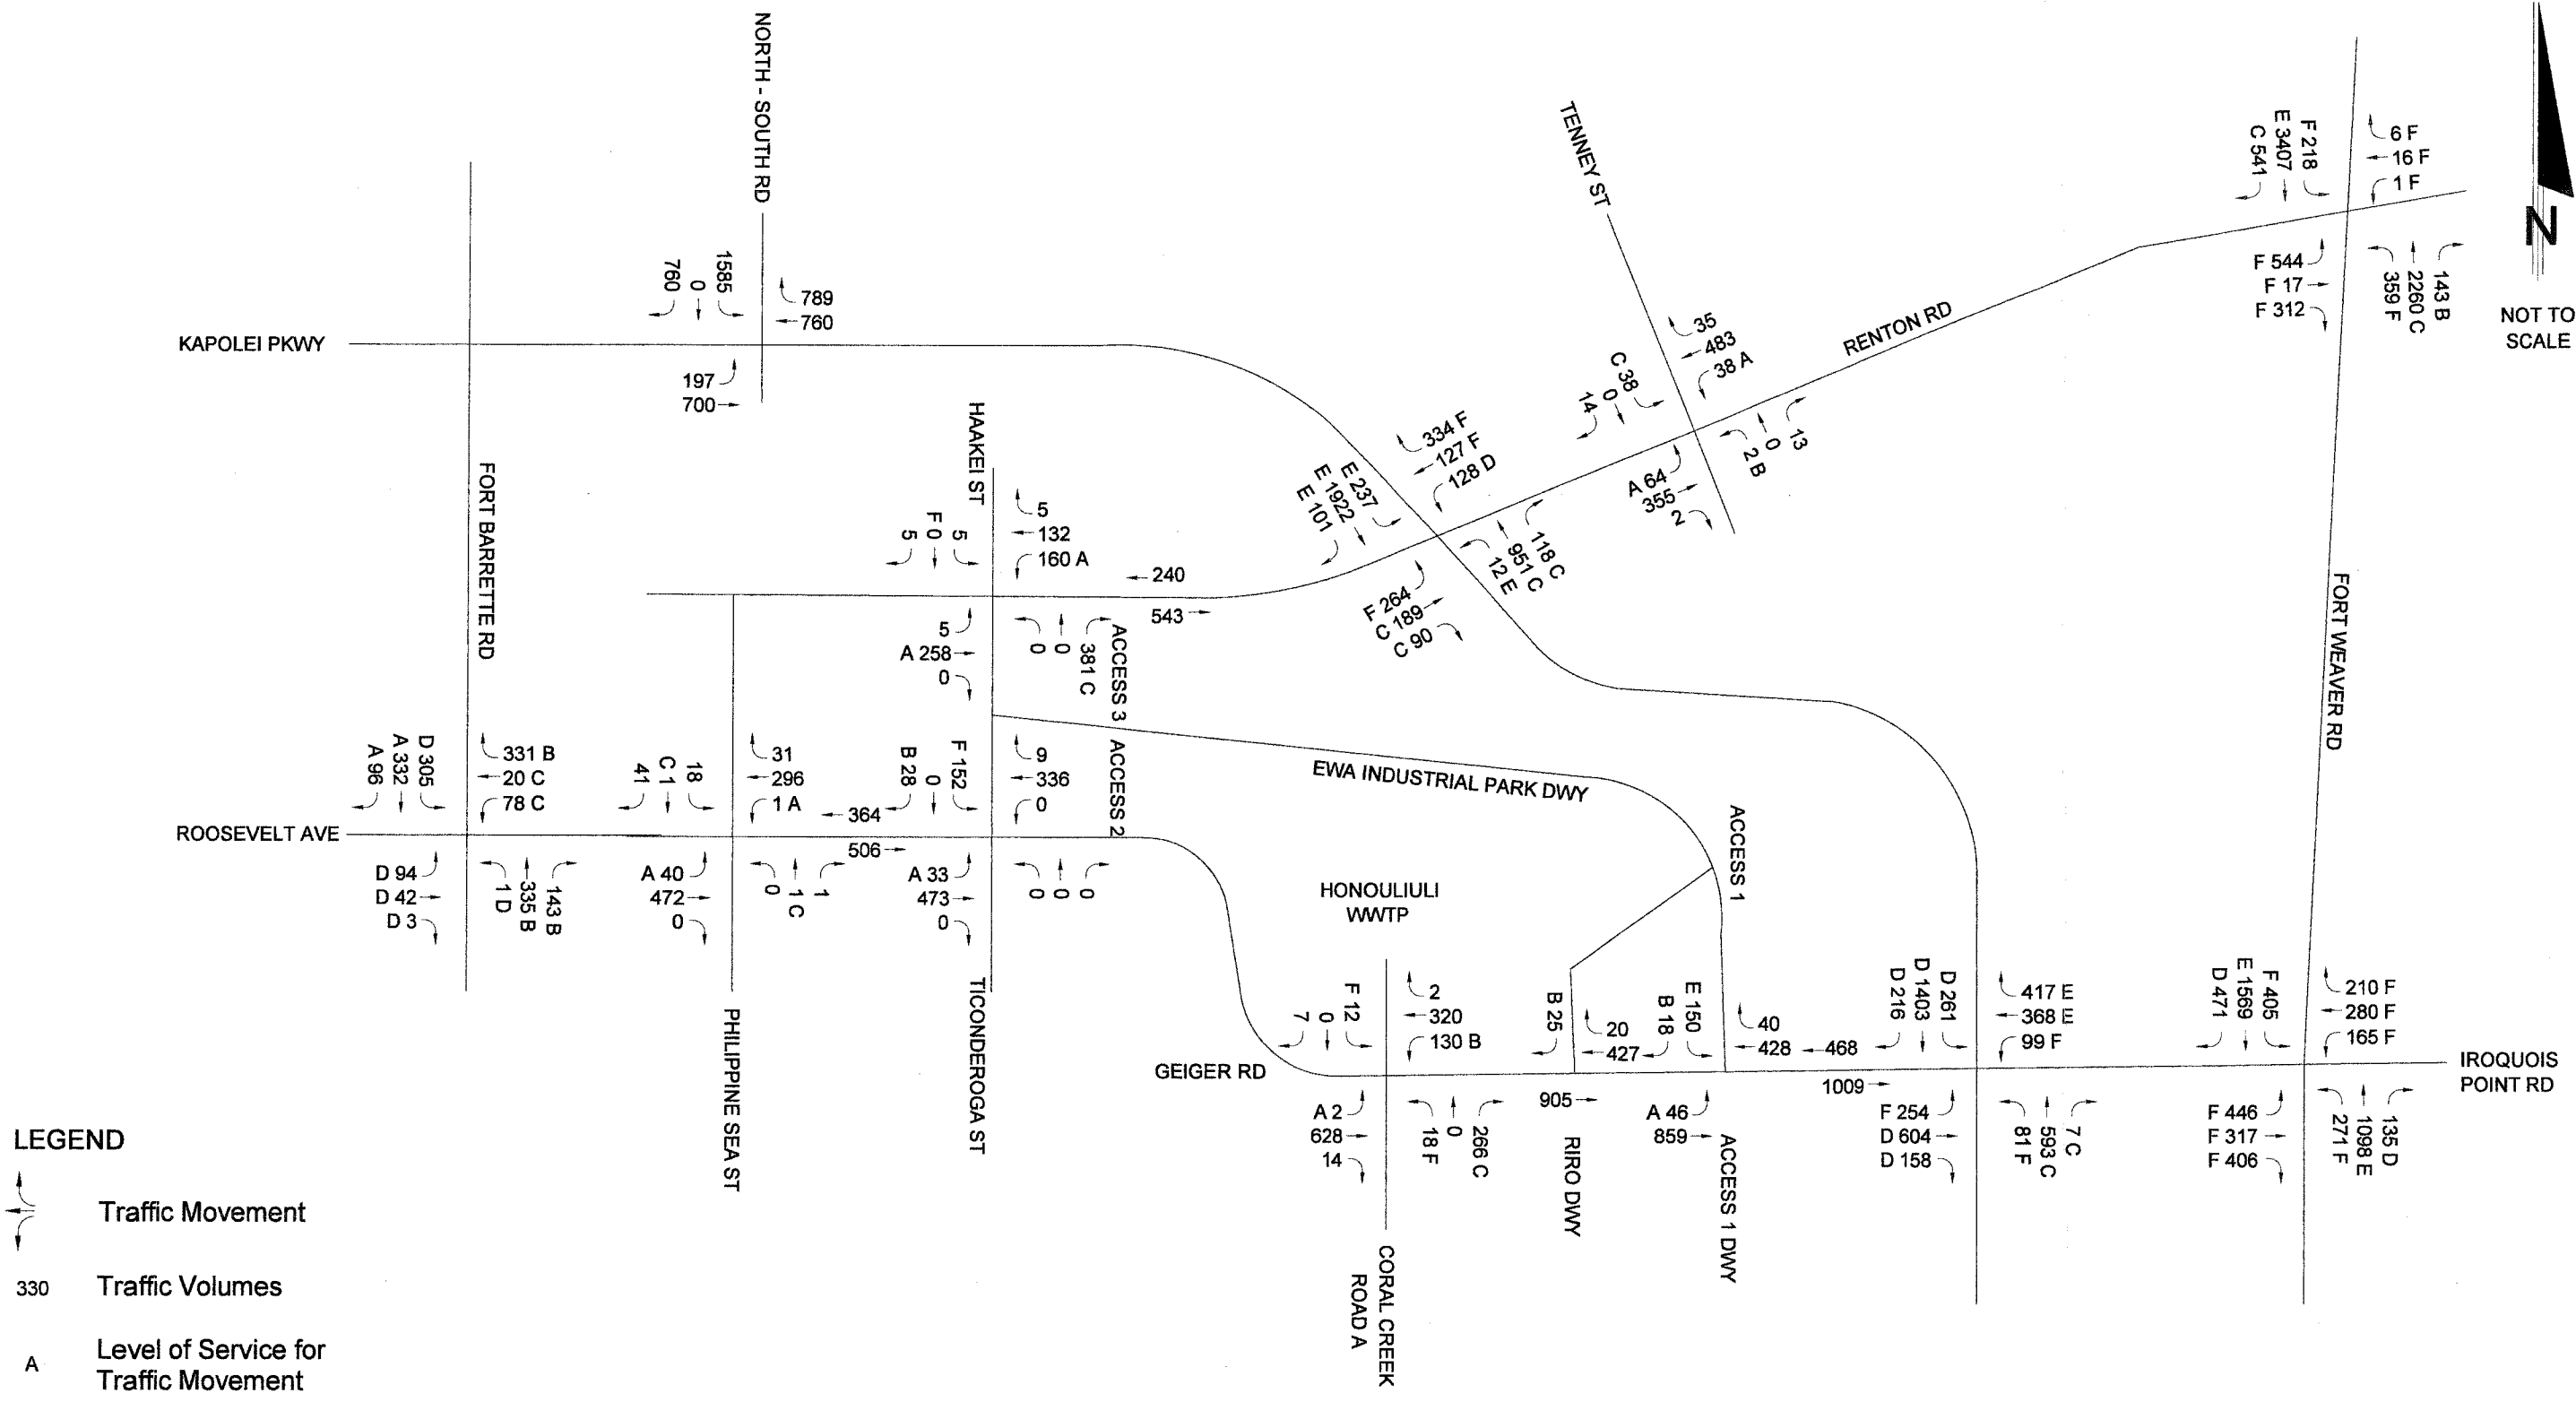 NORTH - SOUTH RD
1585
0
760
789
760
197
700
KAPOLEI PKWY
TENNEY ST
F 218
E 3407
C 541
6 F
16 F
1 F
F 544
F 17
F 312
143 B
2260 C
359 F
N
NOT TO
SCALE
RENTON RD
35
483
38 A
C 38
0
14
A 64
355
2
13
0
2 B
334 F
127 F
128 D
E 237
E 1922
E 101
F 264
C 189
C 90
118 C
951 C
12 E
HAAKEI ST
5
F 0
5
5
132
160 A
240
543
5
A 258
0
381 C
0
0
ACCESS 3
FORT BARRETTE RD
FORT WEAVER RD
D 305
A 332
A 96
331 B
20 C
78 C
ROOSEVELT AVE
D 94
D 42
D 3
143 B
335 B
1 D
18
C 1
41
31
296
1 A
364
506
A 40
472
0
1
1 C
0
PHILIPPINE SEA ST
F 152
0
B 28
9
336
0
ACCESS 2
A 33
473
0
0
0
0
TICONDEROGA ST
EWA INDUSTRIAL PARK DWY
ACCESS 1
HONOULIULI
WWTP
F 12
0
7
2
320
130 B
GEIGER RD
A 2
628
14
266 C
0
18 F
CORAL CREEK
ROAD A
B 25
20
427
905
RIRO DWY
E 150
B 18
40
428
468
1009
A 46
859
ACCESS 1 DWY
D 261
D 1403
D 216
417 E
368 E
99 F
F 254
D 604
D 158
7 C
593 C
81 F
F 405
E 1569
D 471
210 F
280 F
165 F
IROQUOIS
POINT RD
F 446
F 317
F 406
135 D
1098 E
271 F
LEGEND
Traffic Movement
330 Traffic Volumes
A Level of Service for
Traffic Movement